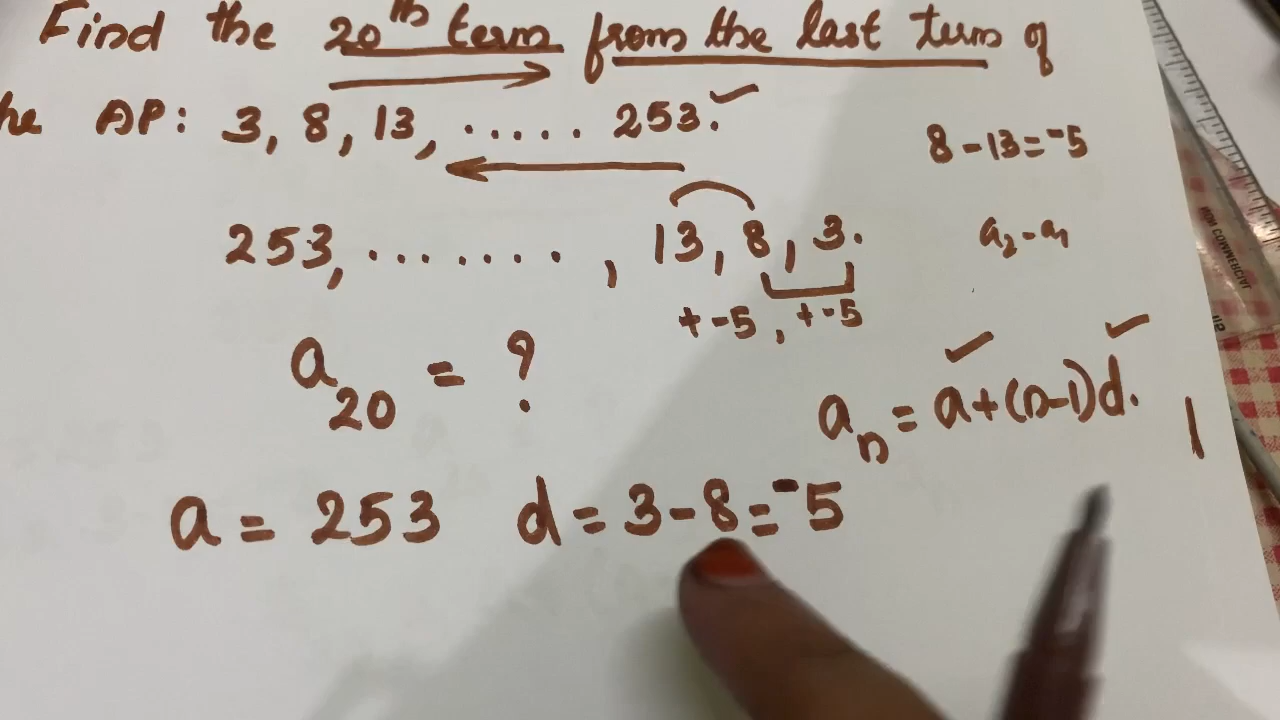 Find the 20th term from the last term of
he AP: 3, 8, 13, ..... 253.
8 - 13 = -5
253, ........, 13, 8, 3.
a2 - a1
+ -5, + -5
a20 = ?
an = a + (n-1)d.
a = 253 d = 3 - 8 = -5